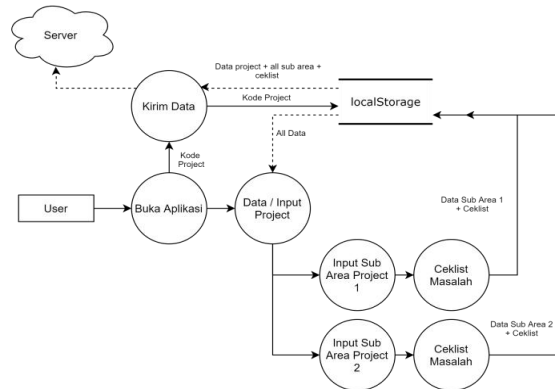 Server
Data project + all sub area +
ceklist
Kirim Data
Kode Project
localStorage
All Data
Kode
Project
User
Buka Aplikasi
Data / Input
Project
Data Sub Area 1
+ Ceklist
Input Sub
Area Project
1
Ceklist
Masalah
Data Sub Area 2
+ Ceklist
Input Sub
Area Project
2
Ceklist
Masalah